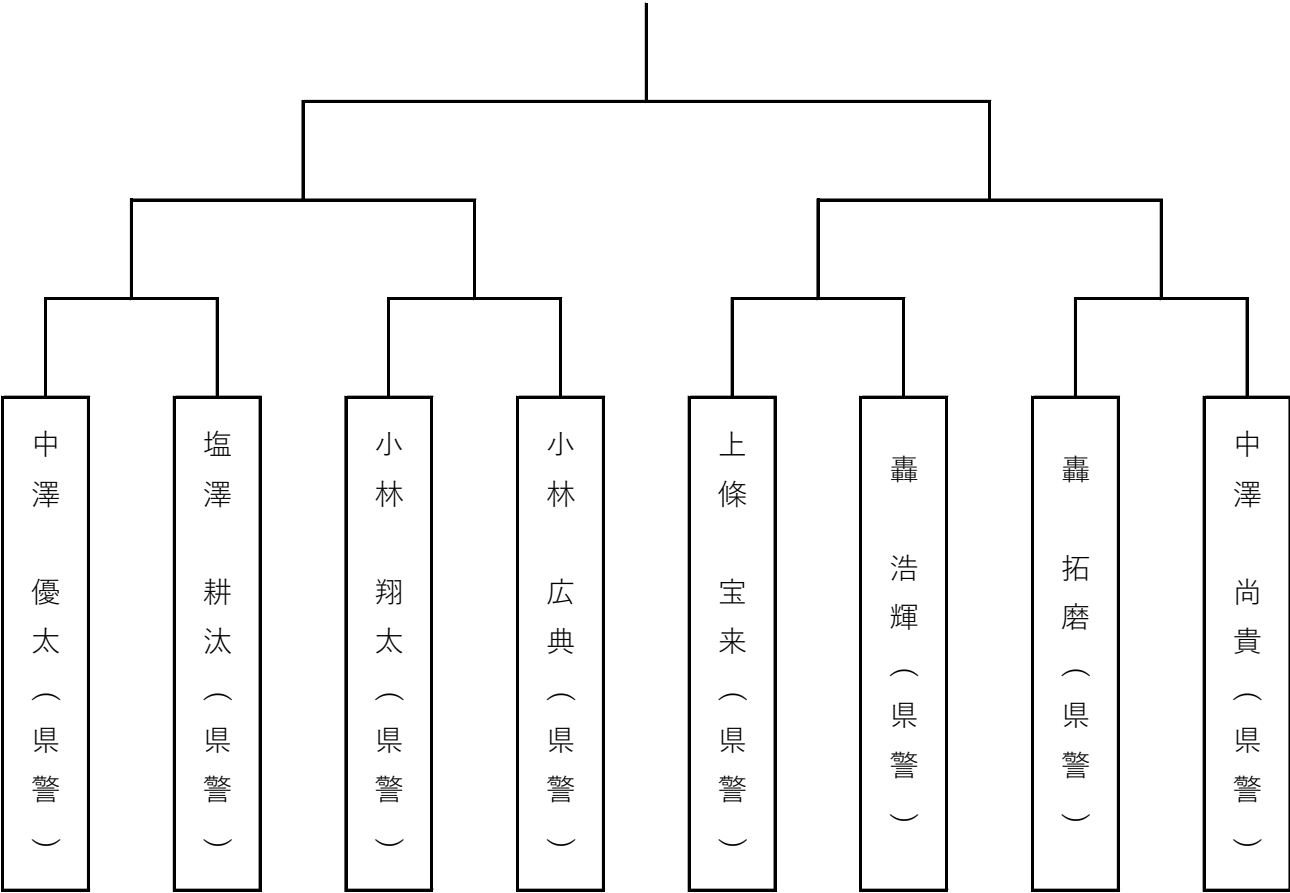 中澤　優太（県警）
塩澤　耕汰（県警）
小林　翔太（県警）
小林　広典（県警）
上條　宝来（県警）
轟　浩輝（県警）
轟　拓磨（県警）
中澤　尚貴（県警）